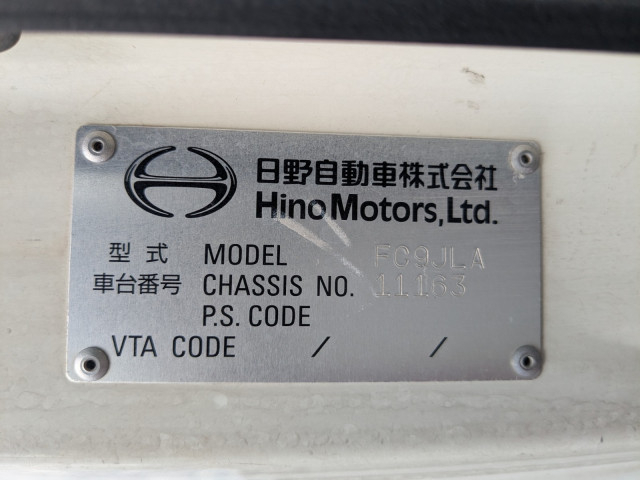 日野自動車株式会社
Hino Motors, Ltd.
型式 MODEL FC9JLA
車台番号 CHASSIS NO. 11163
P.S. CODE
VTA CODE / /